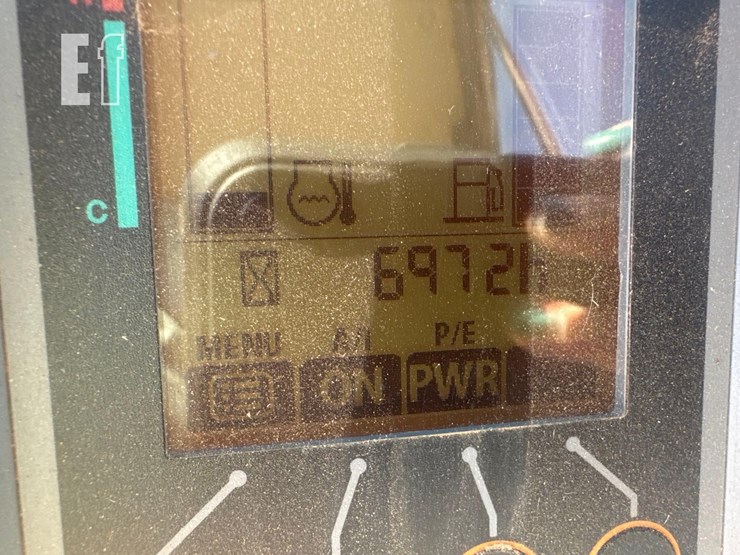 Ef
C
6972h
MENU A/I P/E
ON PWR